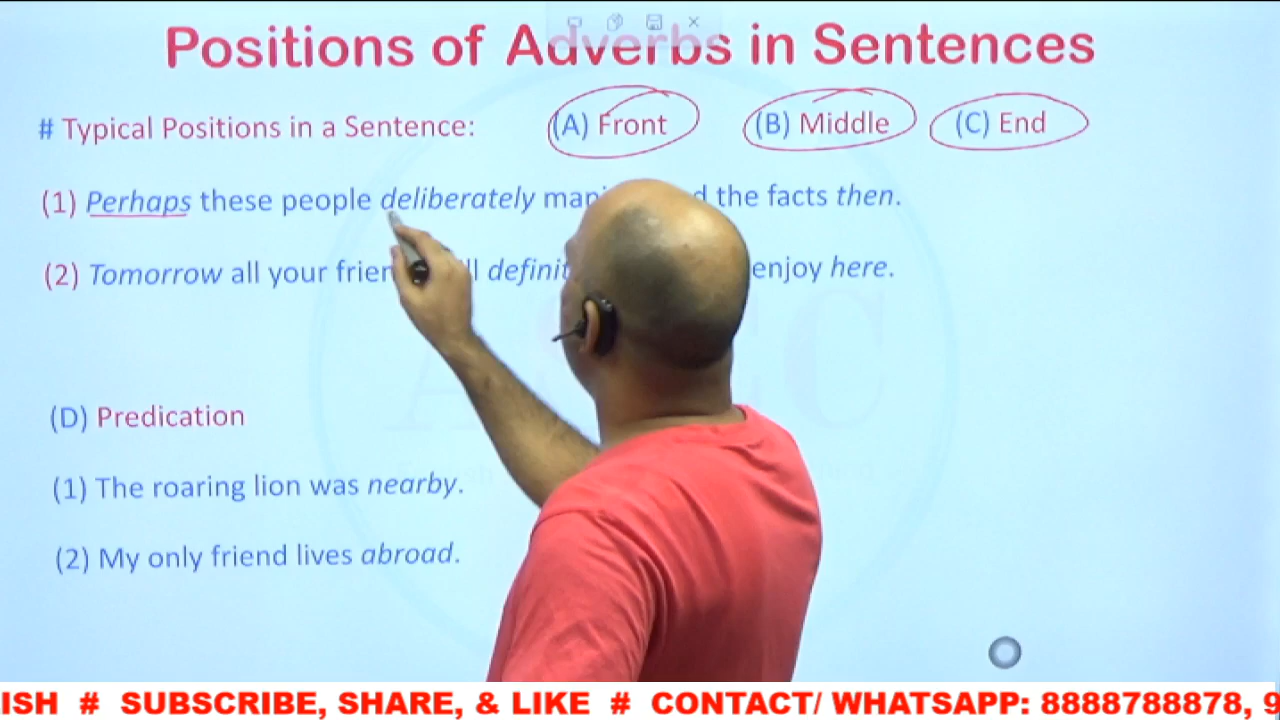 Positions of Adverbs in Sentences
# Typical Positions in a Sentence: (A) Front (B) Middle (C) End
(1) Perhaps these people deliberately the facts then.
(2) Tomorrow all your enjoy here.
(D) Predication
(1) The roaring lion was nearby.
(2) My only friend lives abroad.
ISH # SUBSCRIBE, SHARE, & LIKE # CONTACT/ WHATSAPP: 8888788878, 9